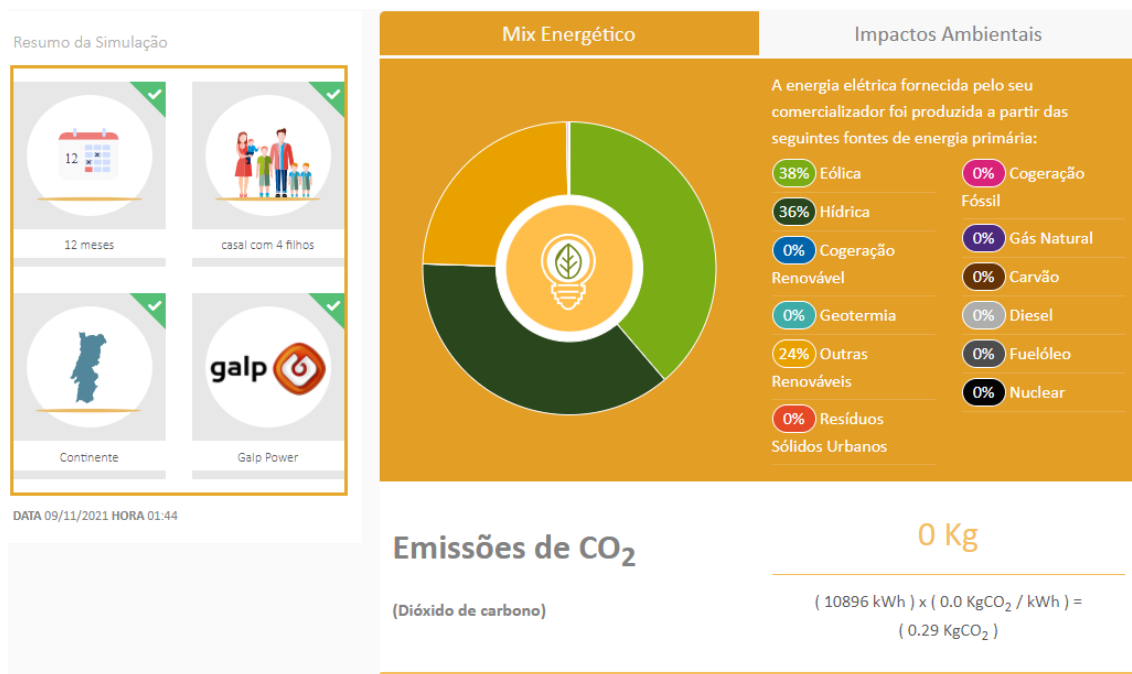 Resumo da Simulação
12
12 meses
casal com 4 filhos
galp
Continente
Galp Power
DATA 09/11/2021 HORA 01:44
Mix Energético
Impactos Ambientais
A energia elétrica fornecida pelo seu
comercializador foi produzida a partir das
seguintes fontes de energia primária:
38% Eólica
36% Hídrica
0% Cogeração
Renovável
0% Geotermia
24% Outras
Renováveis
0% Resíduos
Sólidos Urbanos
0% Cogeração
Fóssil
0% Gás Natural
0% Carvão
0% Diesel
0% Fuelóleo
0% Nuclear
Emissões de CO₂
(Dióxido de carbono)
0 Kg
( 10896 kWh ) x ( 0.0 KgCO₂ / kWh ) =
( 0.29 KgCO₂ )